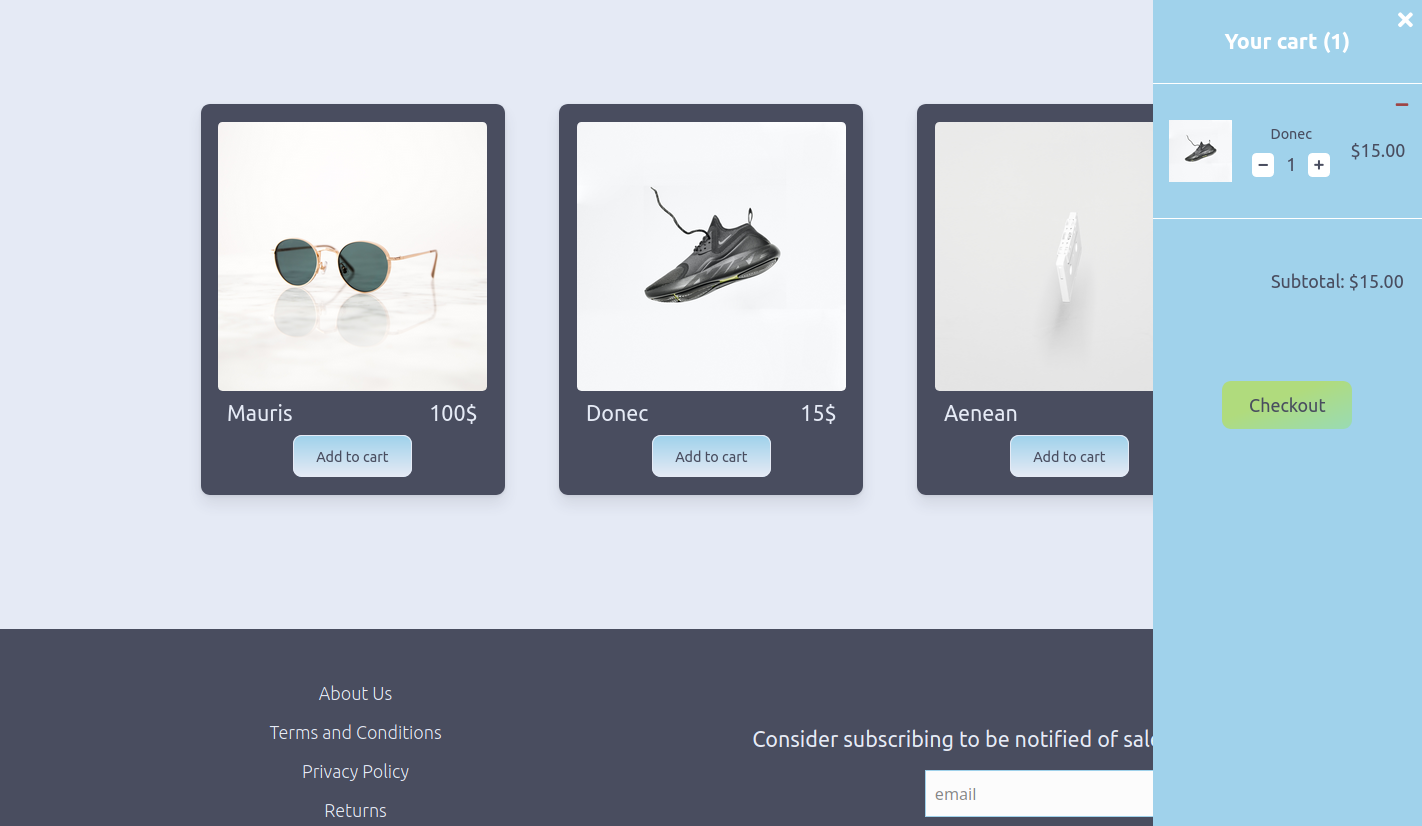 Your cart (1)
Donec
− 1 +
$15.00
Subtotal: $15.00
Checkout
Mauris 100$
Add to cart
Donec 15$
Add to cart
Aenean
Add to cart
About Us
Terms and Conditions
Privacy Policy
Returns
Consider subscribing to be notified of
email